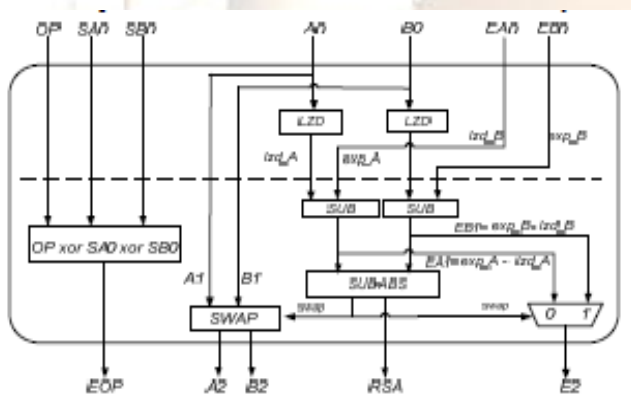 OP SA0 SB0 A0 B0 EA0 EB0
LZD LZD
lzd_A exp_A lzd_B exp_B
SUB SUB
OP xor SA0 xor SB0
EB1= exp_B- lzd_B
A1 B1
EA1=exp_A - lzd_A
SUB-ABS
SWAP swap swap 0 1
EOP A2 B2 RSA E2